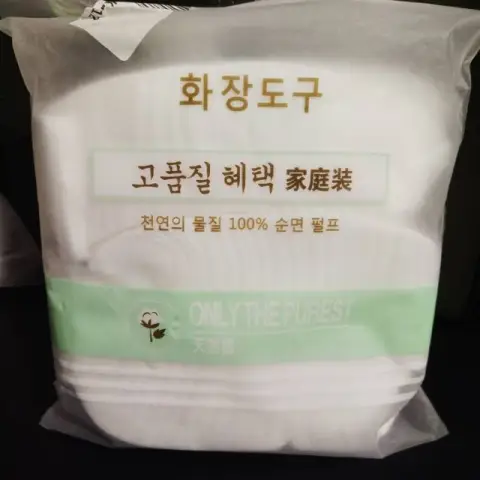 화장도구
고품질 혜택 家庭装
천연의 물질 100% 순면 펄프
ONLY THE PUREST